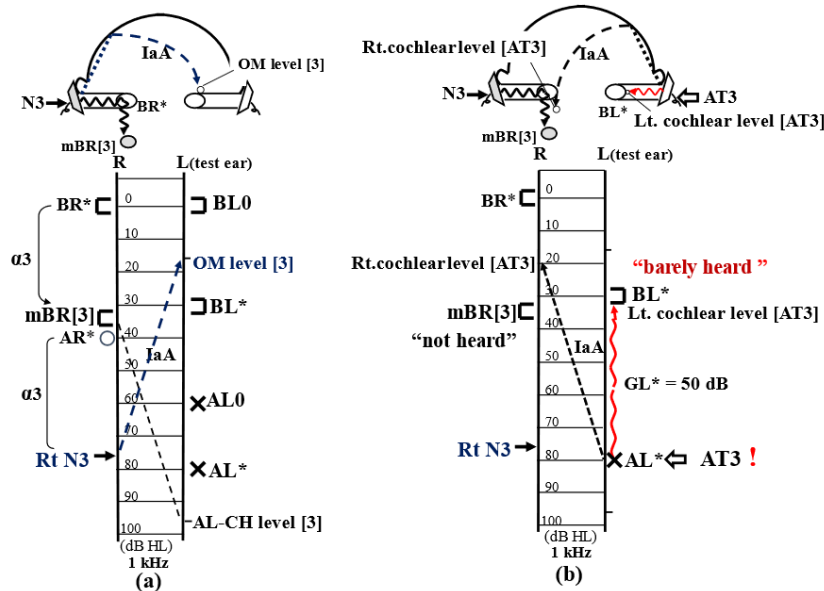 IaA
OM level [3]
N3
BR*
mBR[3]
R
L(test ear)
BR*
0
BL0
10
α3
20
OM level [3]
30
BL*
mBR[3]
40
AR*
IaA
50
α3
60
AL0
70
Rt N3
80
AL*
90
AL-CH level [3]
100
(dB HL)
1 kHz
(a)
Rt.cochlear level [AT3]
IaA
N3
BL*
AT3
Lt. cochlear level [AT3]
mBR[3]
R
L(test ear)
BR*
0
10
Rt.cochlear level [AT3]
20
“barely heard ”
30
BL*
mBR[3]
Lt. cochlear level [AT3]
40
“not heard”
IaA
50
GL* = 50 dB
60
70
Rt N3
80
AL*
AT3 !
90
100
(dB HL)
1 kHz
(b)